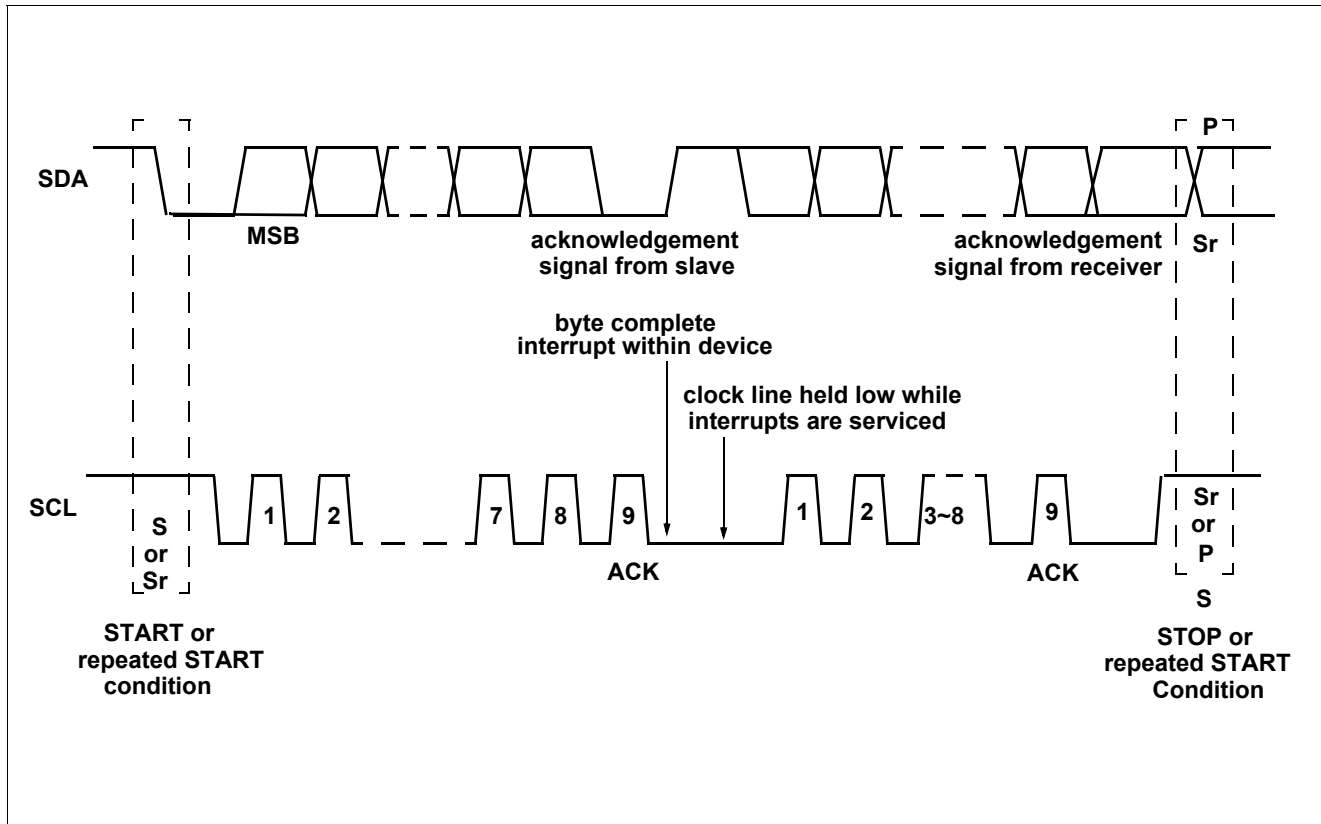 P
SDA
MSB
acknowledgement
signal from slave
acknowledgement
signal from receiver
Sr
byte complete
interrupt within device
clock line held low while
interrupts are serviced
SCL
S
or
Sr
1
2
7
8
9
ACK
1
2
3~8
9
ACK
Sr
or
P
S
START or
repeated START
condition
STOP or
repeated START
Condition